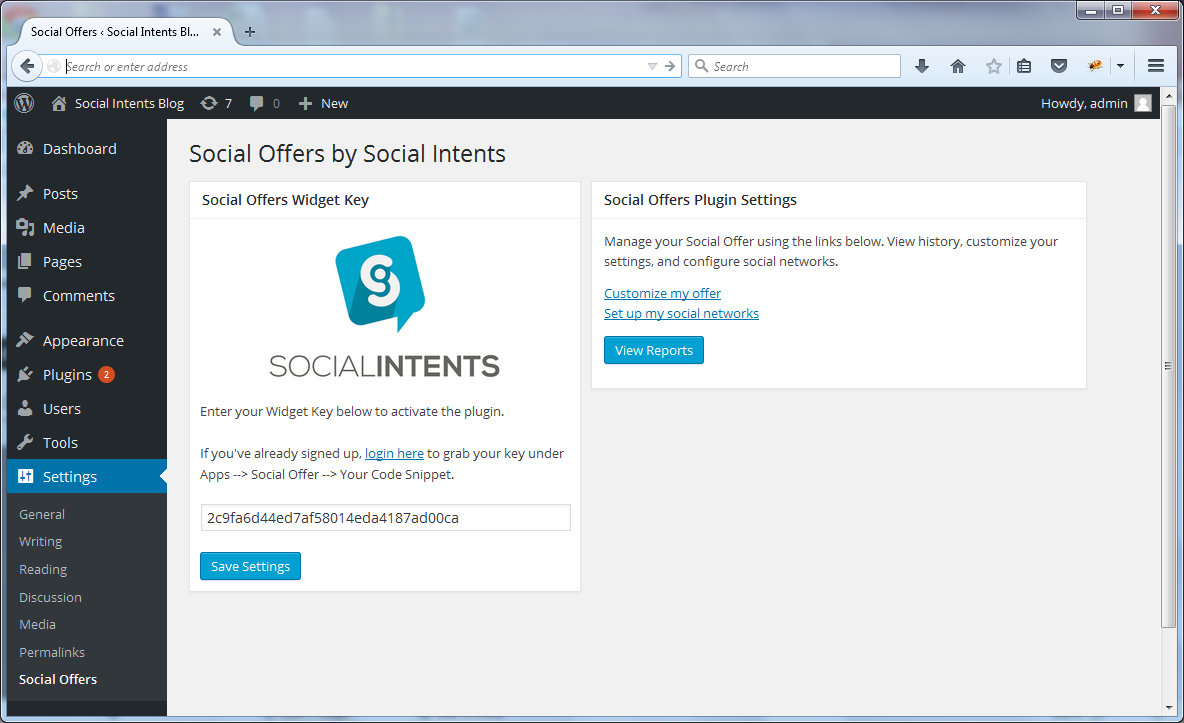 Social Offers ‹ Social Intents Bl...
Search or enter address
Search
Social Intents Blog
7
0
New
Howdy, admin
Dashboard
Posts
Media
Pages
Comments
Appearance
Plugins 2
Users
Tools
Settings
General
Writing
Reading
Discussion
Media
Permalinks
Social Offers
Social Offers by Social Intents
Social Offers Widget Key
SOCIALINTENTS
Enter your Widget Key below to activate the plugin.
If you've already signed up, login here to grab your key under
Apps --> Social Offer --> Your Code Snippet.
2c9fa6d44ed7af58014eda4187ad00ca
Save Settings
Social Offers Plugin Settings
Manage your Social Offer using the links below. View history, customize your
settings, and configure social networks.
Customize my offer
Set up my social networks
View Reports